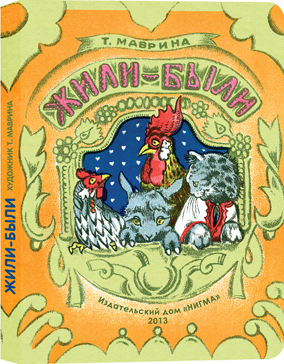 Т. МАВРИНА
ЖИЛИ-БЫЛИ
Издательский дом «НИГМА»
2013
ЖИЛИ-БЫЛИ ХУДОЖНИК Т. МАВРИНА